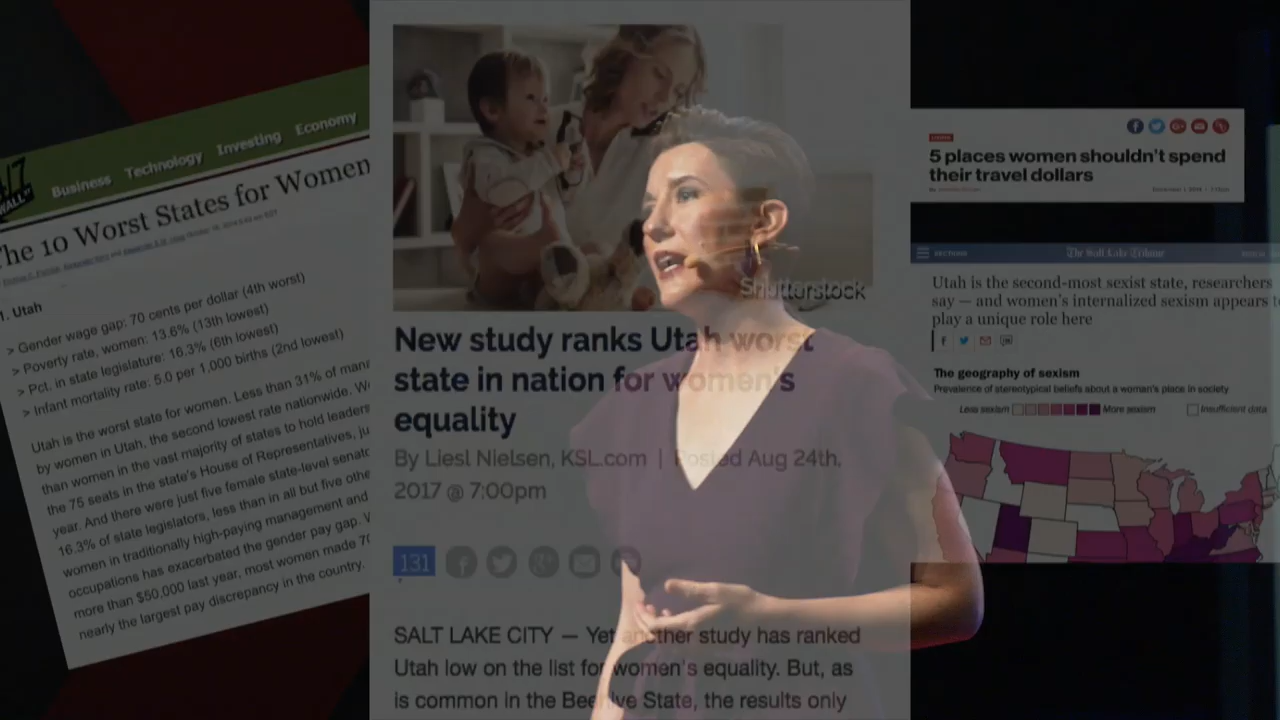 Business Technology Investing Economy
The 10 Worst States for Women
1. Utah
> Gender wage gap: 70 cents per dollar (4th worst)
> Poverty rate, women: 13.6% (13th lowest)
> Pct. in state legislature: 16.3% (6th lowest)
> Infant mortality rate: 5.0 per 1,000 births (2nd lowest)
Utah is the worst state for women. Less than 31% of mana
by women in Utah, the second lowest rate nationwide. We
than women in the vast majority of states to hold leaders
the 75 seats in the state's House of Representatives, ju
year. And there were just five female state-level senato
16.3% of state legislators, less than in all but five othe
women in traditionally high-paying management and
occupations has exacerbated the gender pay gap. W
more than $50,000 last year, most women made 70
nearly the largest pay discrepancy in the country.
Shutterstock
New study ranks Utah worst
state in nation for women's
equality
By Liesl Nielsen, KSL.com | Posted Aug 24th,
2017 @ 7:00pm
131
SALT LAKE CITY — Yet another study has ranked
Utah low on the list for women's equality. But, as
is common in the Beehive State, the results only
5 places women shouldn't spend
their travel dollars
SECTIONS
The Salt Lake Tribune
Utah is the second-most sexist state, researchers
say — and women's internalized sexism appears t
play a unique role here
The geography of sexism
Prevalence of stereotypical beliefs about a woman's place in society
Less sexism More sexism Insufficient data